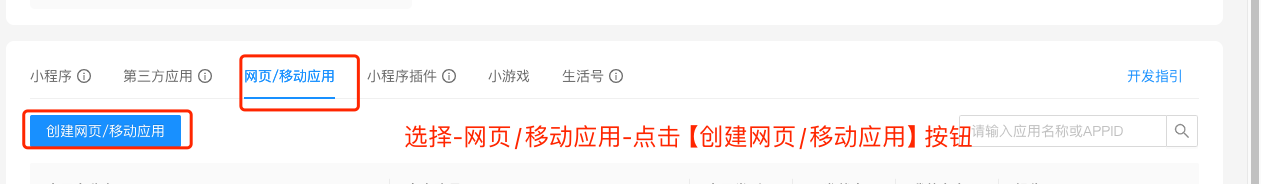 小程序 第三方应用 网页/移动应用 小程序插件 小游戏 生活号 开发指引
创建网页/移动应用 选择-网页/移动应用-点击【创建网页/移动应用】按钮 请输入应用名称或APPID